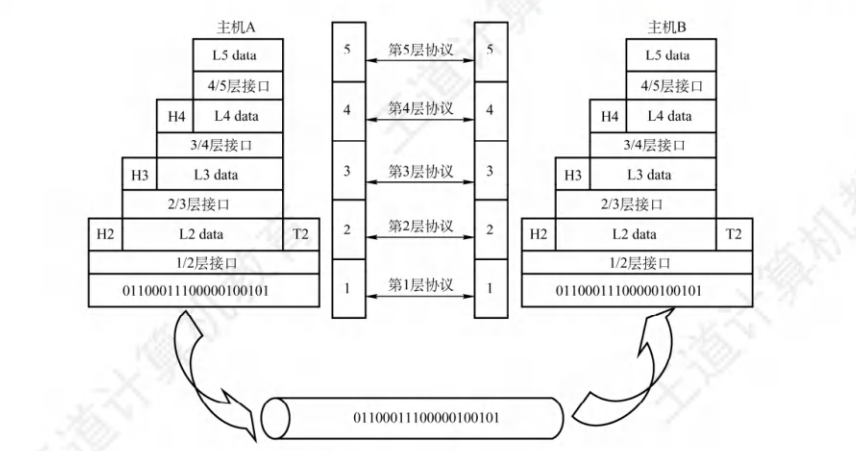 主机A
主机B
L5 data
5
第5层协议
5
L5 data
4/5层接口
4/5层接口
H4
L4 data
4
第4层协议
4
H4
L4 data
3/4层接口
3/4层接口
H3
L3 data
3
第3层协议
3
H3
L3 data
2/3层接口
2/3层接口
H2
L2 data
T2
2
第2层协议
2
H2
L2 data
T2
1/2层接口
1/2层接口
01100011100000100101
1
第1层协议
1
01100011100000100101
01100011100000100101
王道计算机教育